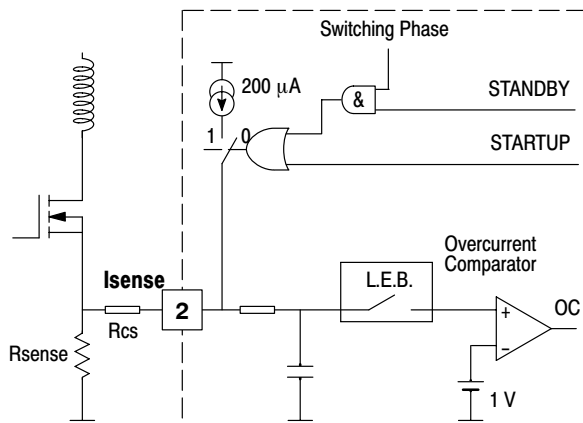 Switching Phase
200 µA
&
STANDBY
1 0
STARTUP
Overcurrent
Comparator
Isense
L.E.B.
2
+
OC
Rcs
–
Rsense
1 V